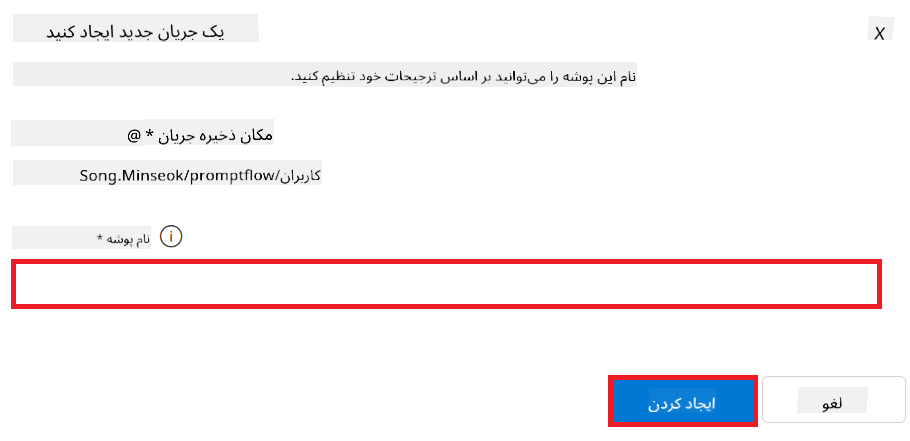 یک جریان جدید ایجاد کنید
X
نام این پوشه را می‌توانید بر اساس ترجیحات خود تنظیم کنید.
مکان ذخیره جریان * @
کاربران/Song.Minseok/promptflow
نام پوشه * i
ایجاد کردن
لغو